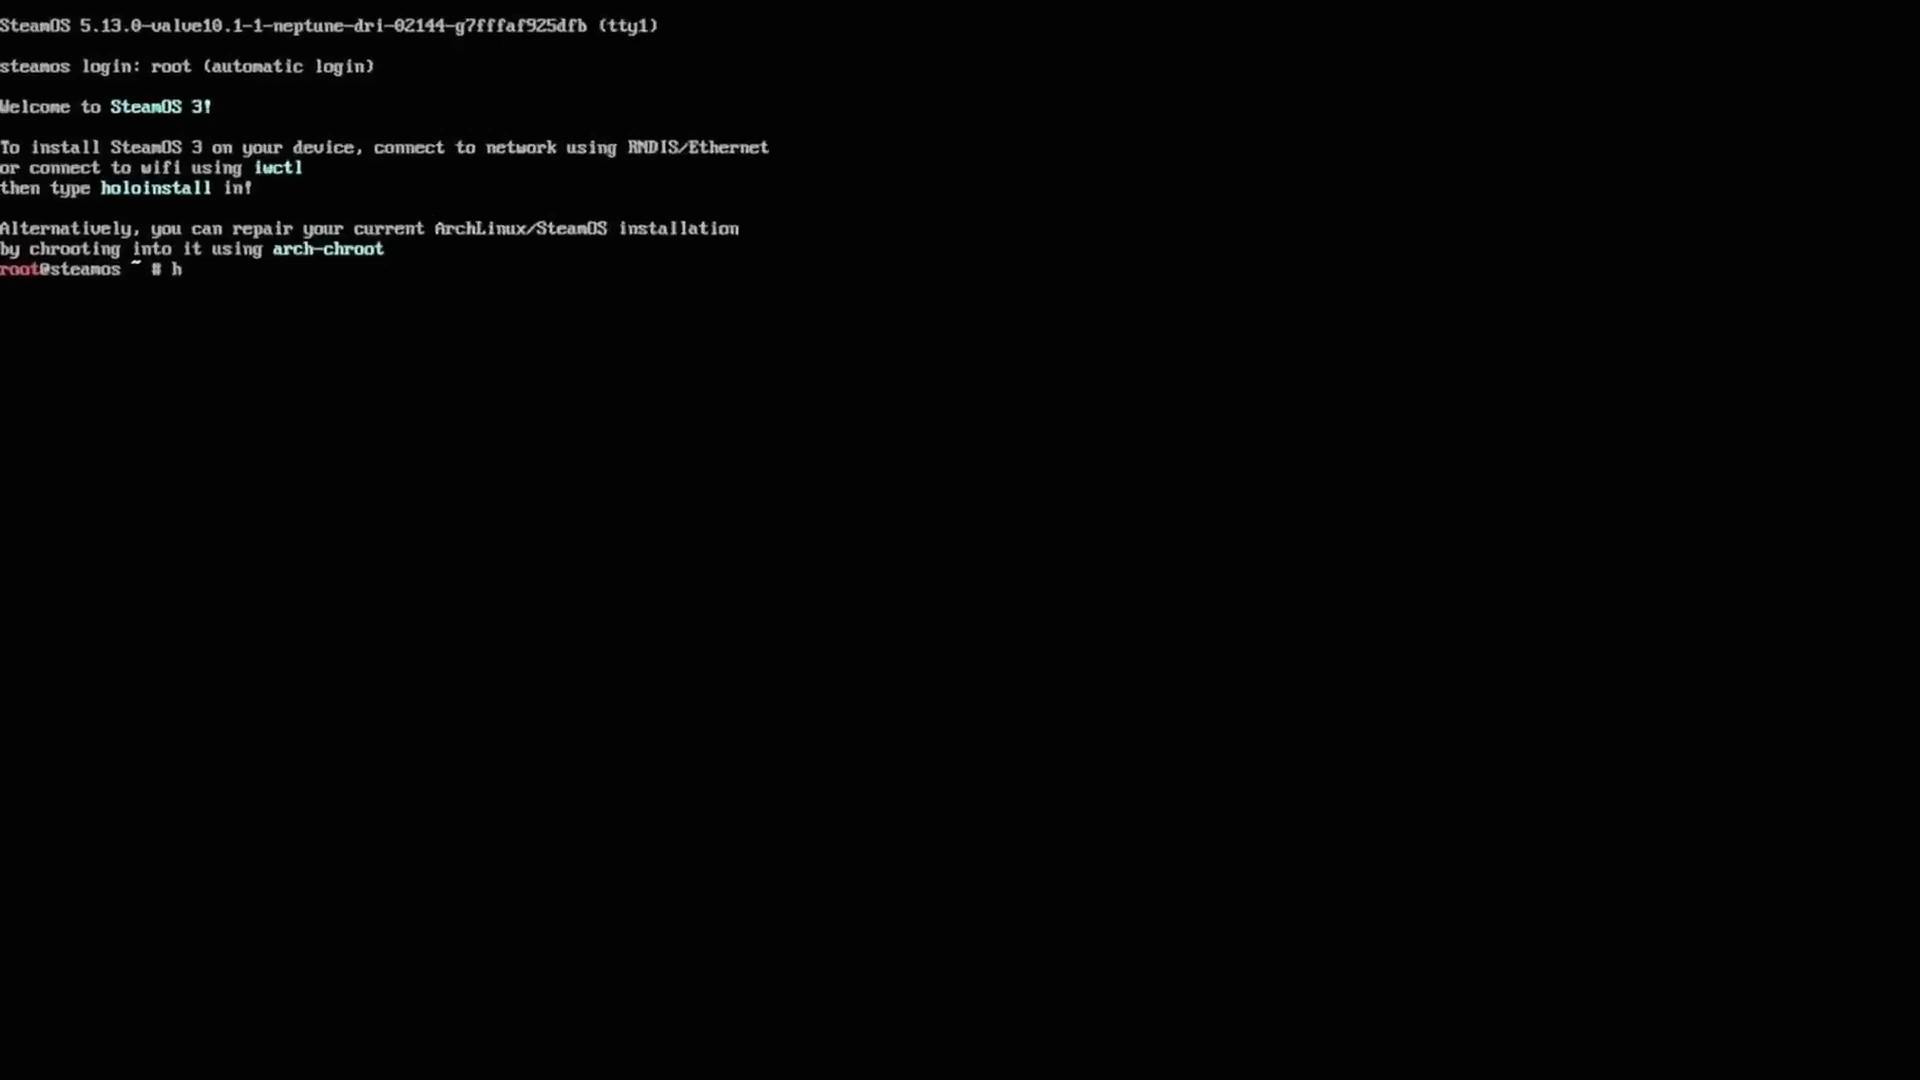 SteamOS 5.13.0-valve10.1-1-neptune-dri-02144-g7fffaf925dfb (tty1)
steamos login: root (automatic login)
Welcome to SteamOS 3!
To install SteamOS 3 on your device, connect to network using RNDIS/Ethernet
or connect to wifi using iwctl
then type holoinstall in!
Alternatively, you can repair your current ArchLinux/SteamOS installation
by chrooting into it using arch-chroot
root@steamos ~ # h